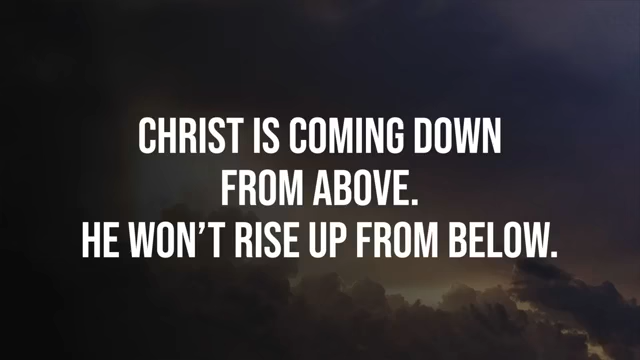 CHRIST IS COMING DOWN
FROM ABOVE.
HE WON’T RISE UP FROM BELOW.